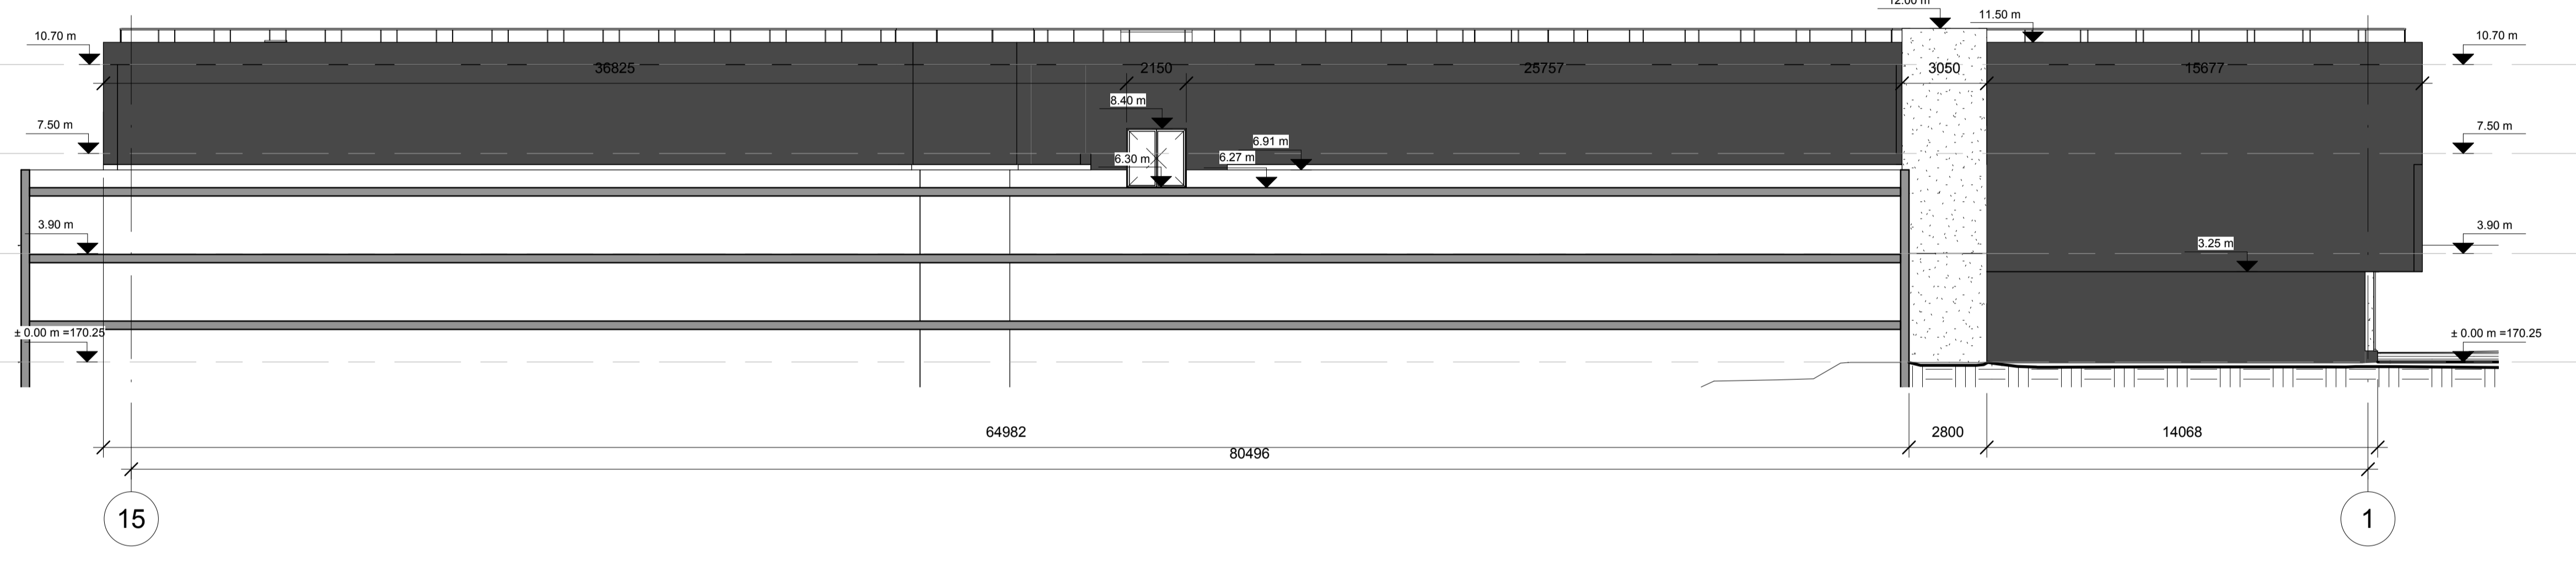 12.00 m
11.50 m
10.70 m
10.70 m
36825
2150
25757
3050
15677
8.40 m
7.50 m
7.50 m
6.91 m
6.30 m
6.27 m
3.90 m
3.90 m
3.25 m
± 0.00 m =170.25
± 0.00 m =170.25
64982
2800
14068
80496
15
1